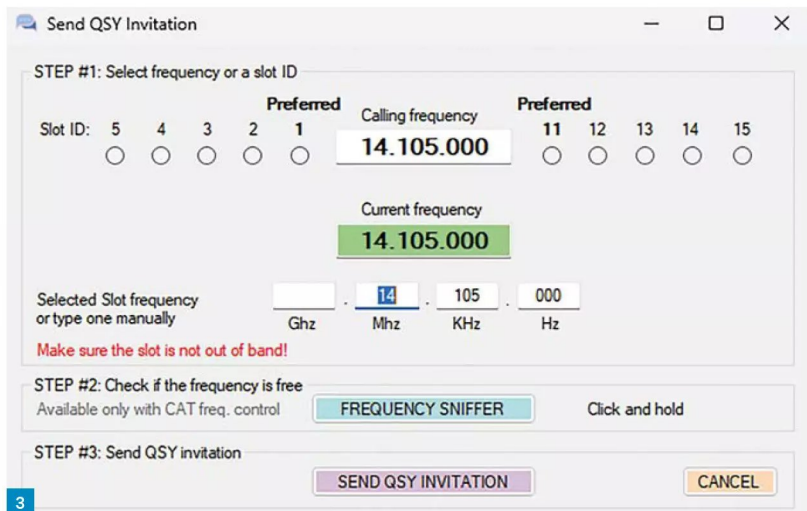 Send QSY Invitation
STEP #1: Select frequency or a slot ID
Preferred Calling frequency Preferred
Slot ID: 5 4 3 2 1 14.105.000 11 12 13 14 15
Current frequency
14.105.000
Selected Slot frequency
or type one manually
. 14 . 105 . 000
Ghz Mhz KHz Hz
Make sure the slot is not out of band!
STEP #2: Check if the frequency is free
Available only with CAT freq. control FREQUENCY SNIFFER Click and hold
STEP #3: Send QSY invitation
SEND QSY INVITATION CANCEL
3